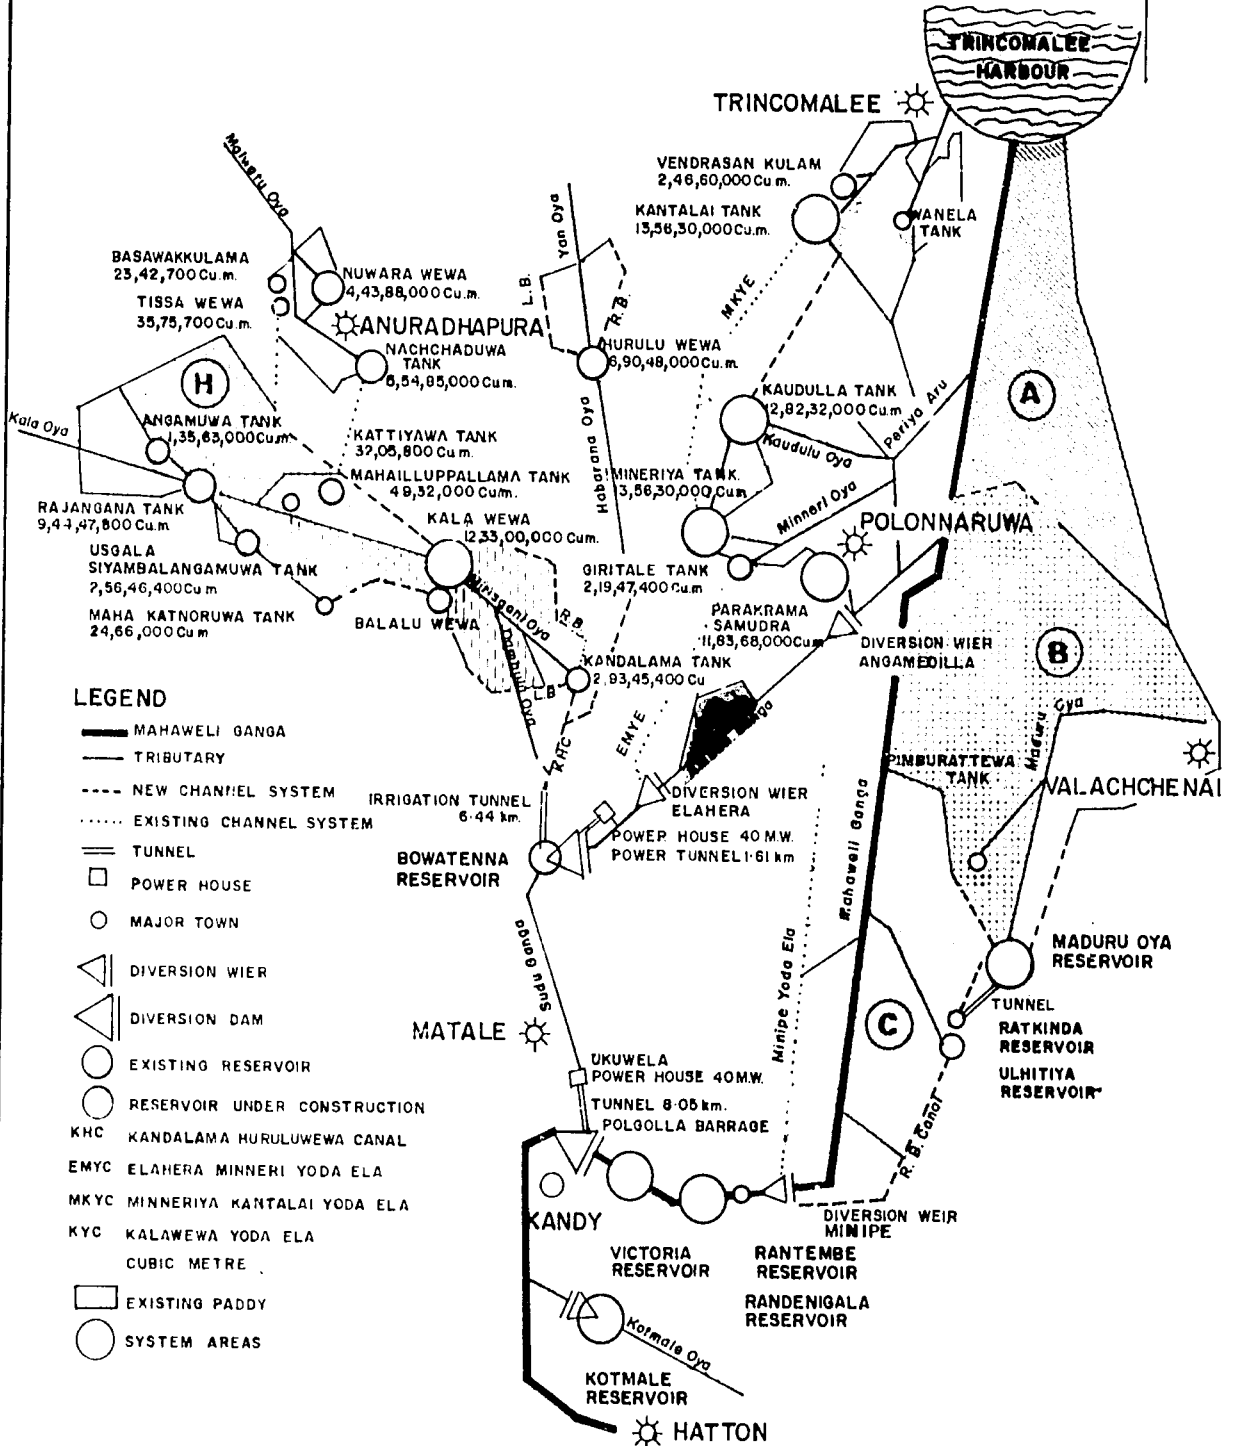 TRINCOMALEE
HARBOUR
TRINCOMALEE
VENDRASAN KULAM
2,46,60,000 Cu m.
KANTALAI TANK
13,56,30,000 Cu.m.
WANELA
TANK
Malwatu Oya
Yan Oya
BASAWAKKULAMA
23,42,700 Cu.m.
NUWARA WEWA
4,43,88,000 Cu.m.
TISSA WEWA
35,75,700 Cu.m.
L.B.
R.B.
MKYE
ANURADHAPURA
NACHCHADUWA
TANK
5,54,85,000 Cu m.
HURULU WEWA
6,90,48,000 Cu.m.
H
A
KAUDULLA TANK
12,82,32,000 Cu.m
Periya Aru
Kaudulu Oya
Kala Oya
ANGAMUWA TANK
1,35,63,000 Cu.m
KATTIYAWA TANK
32,05,800 Cu m.
MAHAILLUPPALLAMA TANK
49,32,000 Cu.m.
Habarana Oya
MINERIYA TANK.
13,56,30,000 Cu.m
Minneri Oya
RAJANGANA TANK
9,44,47,800 Cu.m
KALA WEWA
12,33,00,000 Cum.
POLONNARUWA
USGALA
SIYAMBALANGAMUWA TANK
2,56,46,400 Cu m
GIRITALE TANK
2,19,47,400 Cu m
Mirisgani Oya
R.B.
MAHA KATNORUWA TANK
24,66,000 Cu m
BALALU WEWA
PARAKRAMA
SAMUDRA
11,83,68,000 Cum
DIVERSION WIER
ANGAMEDILLA
B
Dambulu Oya
L.B
KANDALAMA TANK
2,93,45,400 Cu
LEGEND
MAHAWELI GANGA
TRIBUTARY
NEW CHANNEL SYSTEM
EXISTING CHANNEL SYSTEM
TUNNEL
POWER HOUSE
MAJOR TOWN
DIVERSION WIER
DIVERSION DAM
EXISTING RESERVOIR
RESERVOIR UNDER CONSTRUCTION
KHC KANDALAMA HURULUWEWA CANAL
EMYC ELAHERA MINNERI YODA ELA
MKYC MINNERIYA KANTALAI YODA ELA
KYC KALAWEWA YODA ELA
CUBIC METRE
EXISTING PADDY
SYSTEM AREAS
KHC
EMYE
Maduru Oya
PIMBURATTEWA
TANK
VALACHCHENAI
IRRIGATION TUNNEL
6·44 km.
DIVERSION WIER
ELAHERA
POWER HOUSE 40 M.W.
POWER TUNNEL 1·61 km
BOWATENNA
RESERVOIR
Mahaweli Ganga
Sudu Ganga
Minipe Yoda Ela
MADURU OYA
RESERVOIR
TUNNEL
RATKINDA
RESERVOIR
ULHITIYA
RESERVOIR
C
MATALE
UKUWELA
POWER HOUSE 40 M.W.
TUNNEL 8·05 km.
POLGOLLA BARRAGE
R.B. Canal
KANDY
DIVERSION WEIR
MINIPE
VICTORIA
RESERVOIR
RANTEMBE
RESERVOIR
RANDENIGALA
RESERVOIR
Kotmale Oya
KOTMALE
RESERVOIR
HATTON